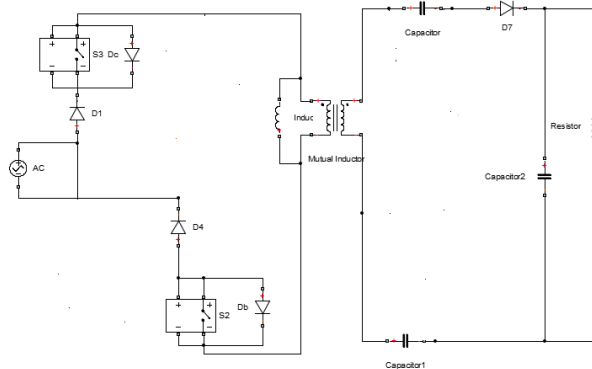 Capacitor
D7
S3
Dc
D1
Induc
Mutual Inductor
Resistor
AC
Capacitor2
D4
Db
S2
Capacitor1